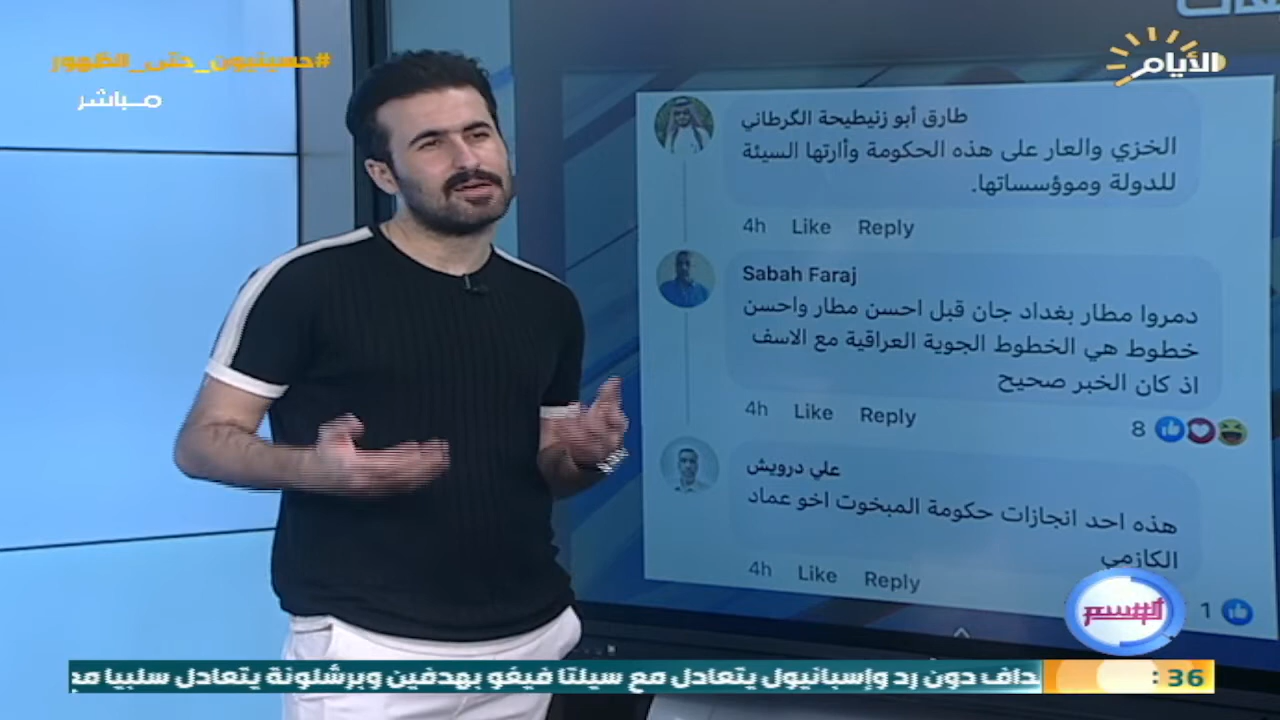 #حسينيون_حتى_الظهور
مباشر
الأيام
طارق أبو زنيطيحة الگرطاني
الخزي والعار على هذه الحكومة وأارتها السيئة
للدولة وموؤسساتها.
4h Like Reply
Sabah Faraj
دمروا مطار بغداد جان قبل احسن مطار واحسن
خطوط هي الخطوط الجوية العراقية مع الاسف
اذ كان الخبر صحيح
4h Like Reply
8
علي درويش
هذه احد انجازات حكومة المبخوت اخو عماد
الكازمي
4h Like Reply
1
ـداف دون رد وإسبانيول يتعادل مع سيلتا فيغو بهدفين وبرشلونة يتعادل سلبيا مع
: 36